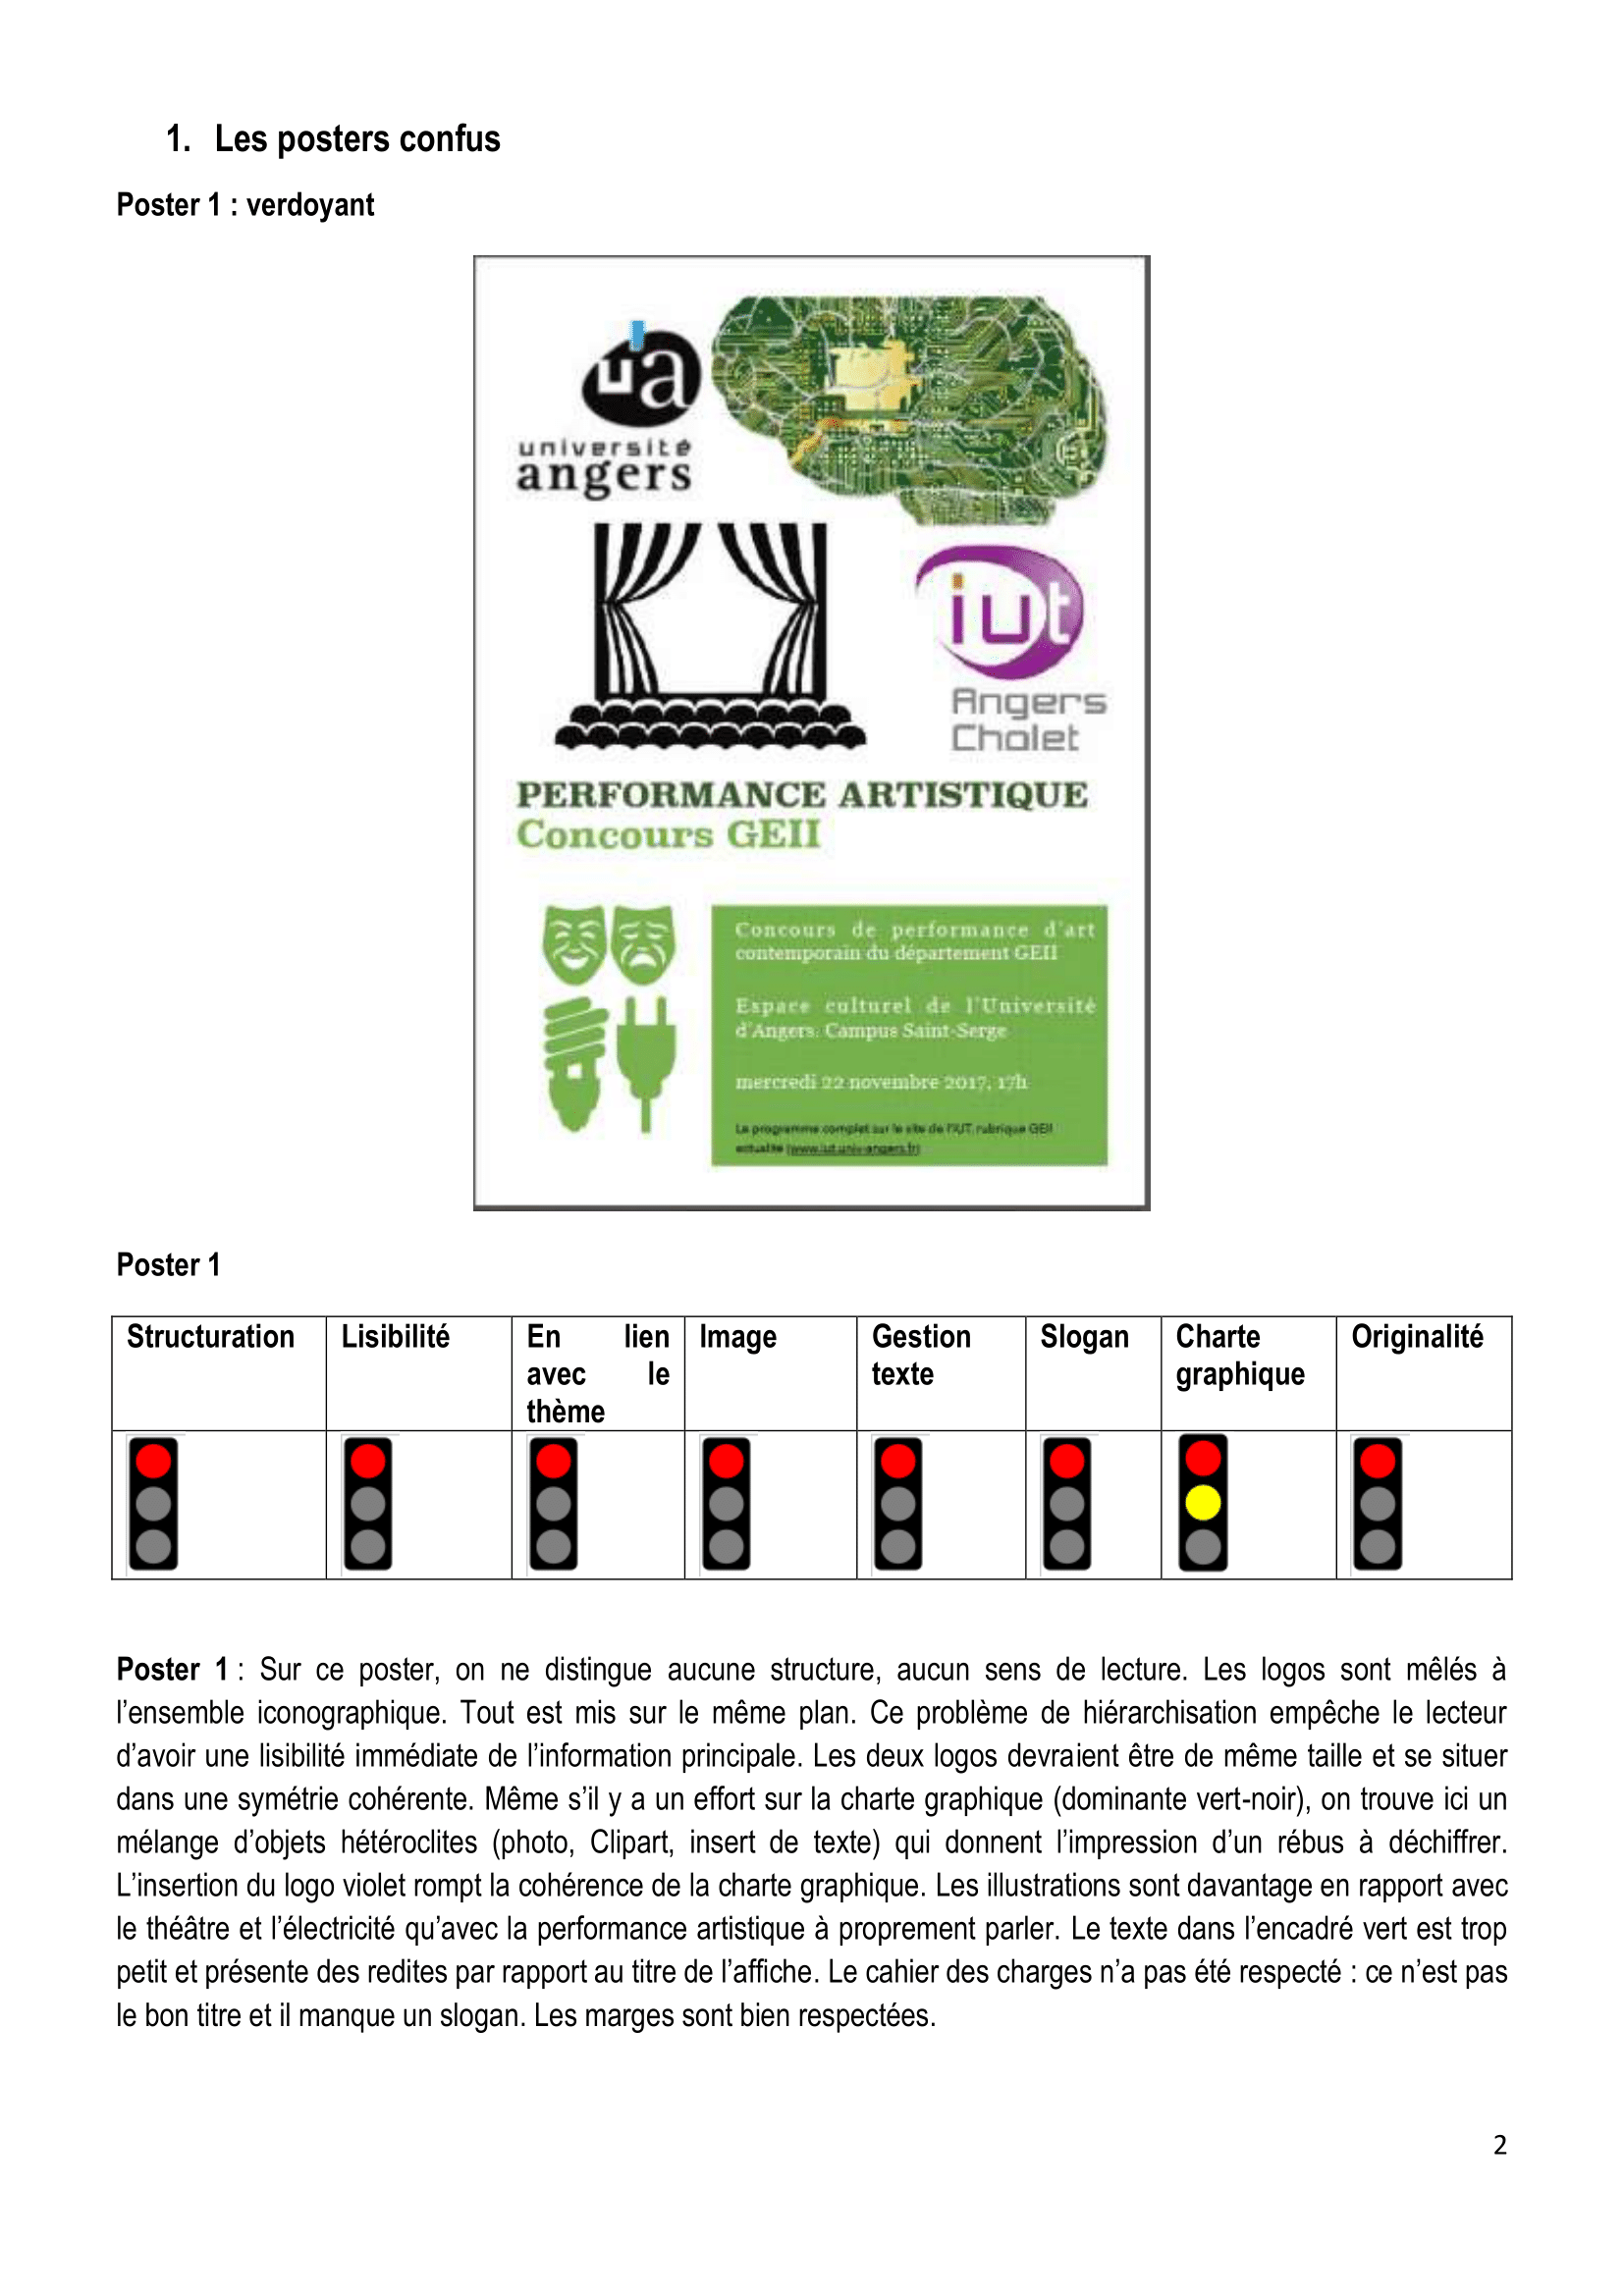 1. Les posters confus
Poster 1 : verdoyant
ua
université
angers
iut
Angers
Cholet
PERFORMANCE ARTISTIQUE
Concours GEII
Concours de performance d'art
contemporain du département GEII
Espace culturel de l'Université
d'Angers. Campus Saint-Serge
mercredi 22 novembre 2017, 17h
Le programme complet sur le site de l'IUT, rubrique GEII
actualité (www.iut.univ-angers.fr)
Poster 1
Structuration Lisibilité En lien avec le thème Image Gestion texte Slogan Charte graphique Originalité
Poster 1 : Sur ce poster, on ne distingue aucune structure, aucun sens de lecture. Les logos sont mêlés à
l’ensemble iconographique. Tout est mis sur le même plan. Ce problème de hiérarchisation empêche le lecteur
d’avoir une lisibilité immédiate de l’information principale. Les deux logos devraient être de même taille et se situer
dans une symétrie cohérente. Même s’il y a un effort sur la charte graphique (dominante vert-noir), on trouve ici un
mélange d’objets hétéroclites (photo, Clipart, insert de texte) qui donnent l’impression d’un rébus à déchiffrer.
L’insertion du logo violet rompt la cohérence de la charte graphique. Les illustrations sont davantage en rapport avec
le théâtre et l’électricité qu’avec la performance artistique à proprement parler. Le texte dans l’encadré vert est trop
petit et présente des redites par rapport au titre de l’affiche. Le cahier des charges n’a pas été respecté : ce n’est pas
le bon titre et il manque un slogan. Les marges sont bien respectées.
2